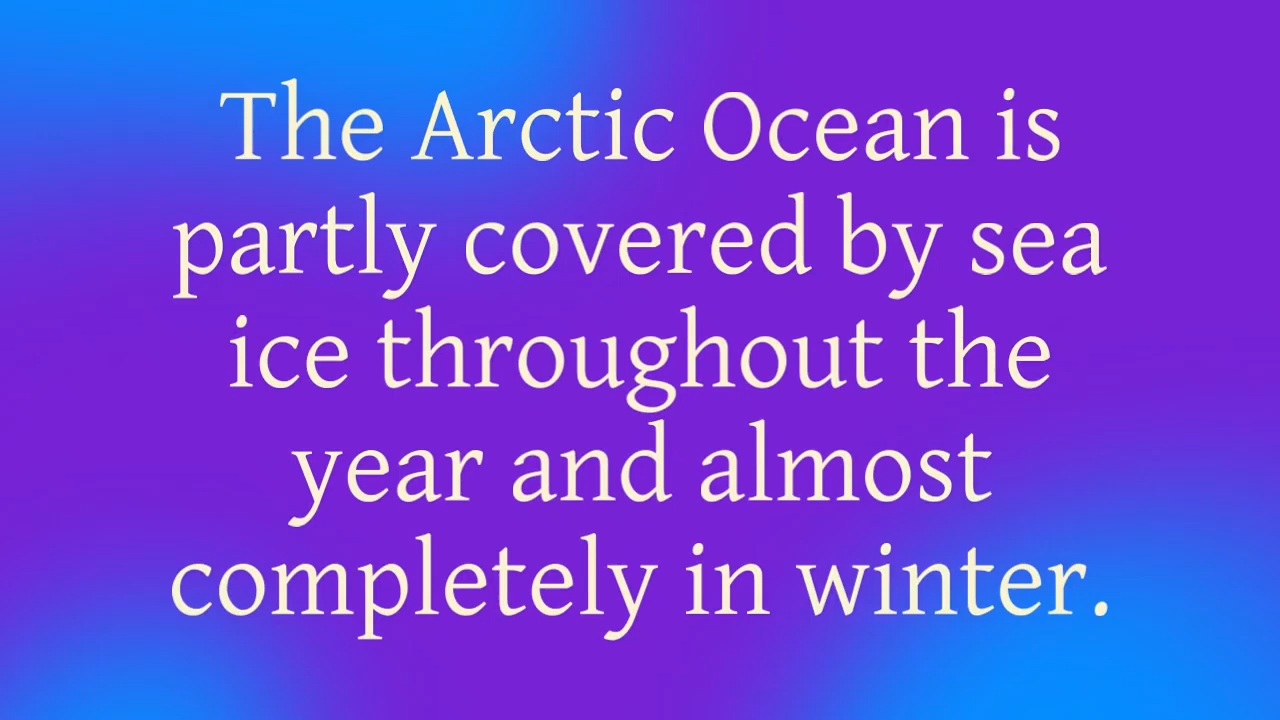 The Arctic Ocean is
partly covered by sea
ice throughout the
year and almost
completely in winter.